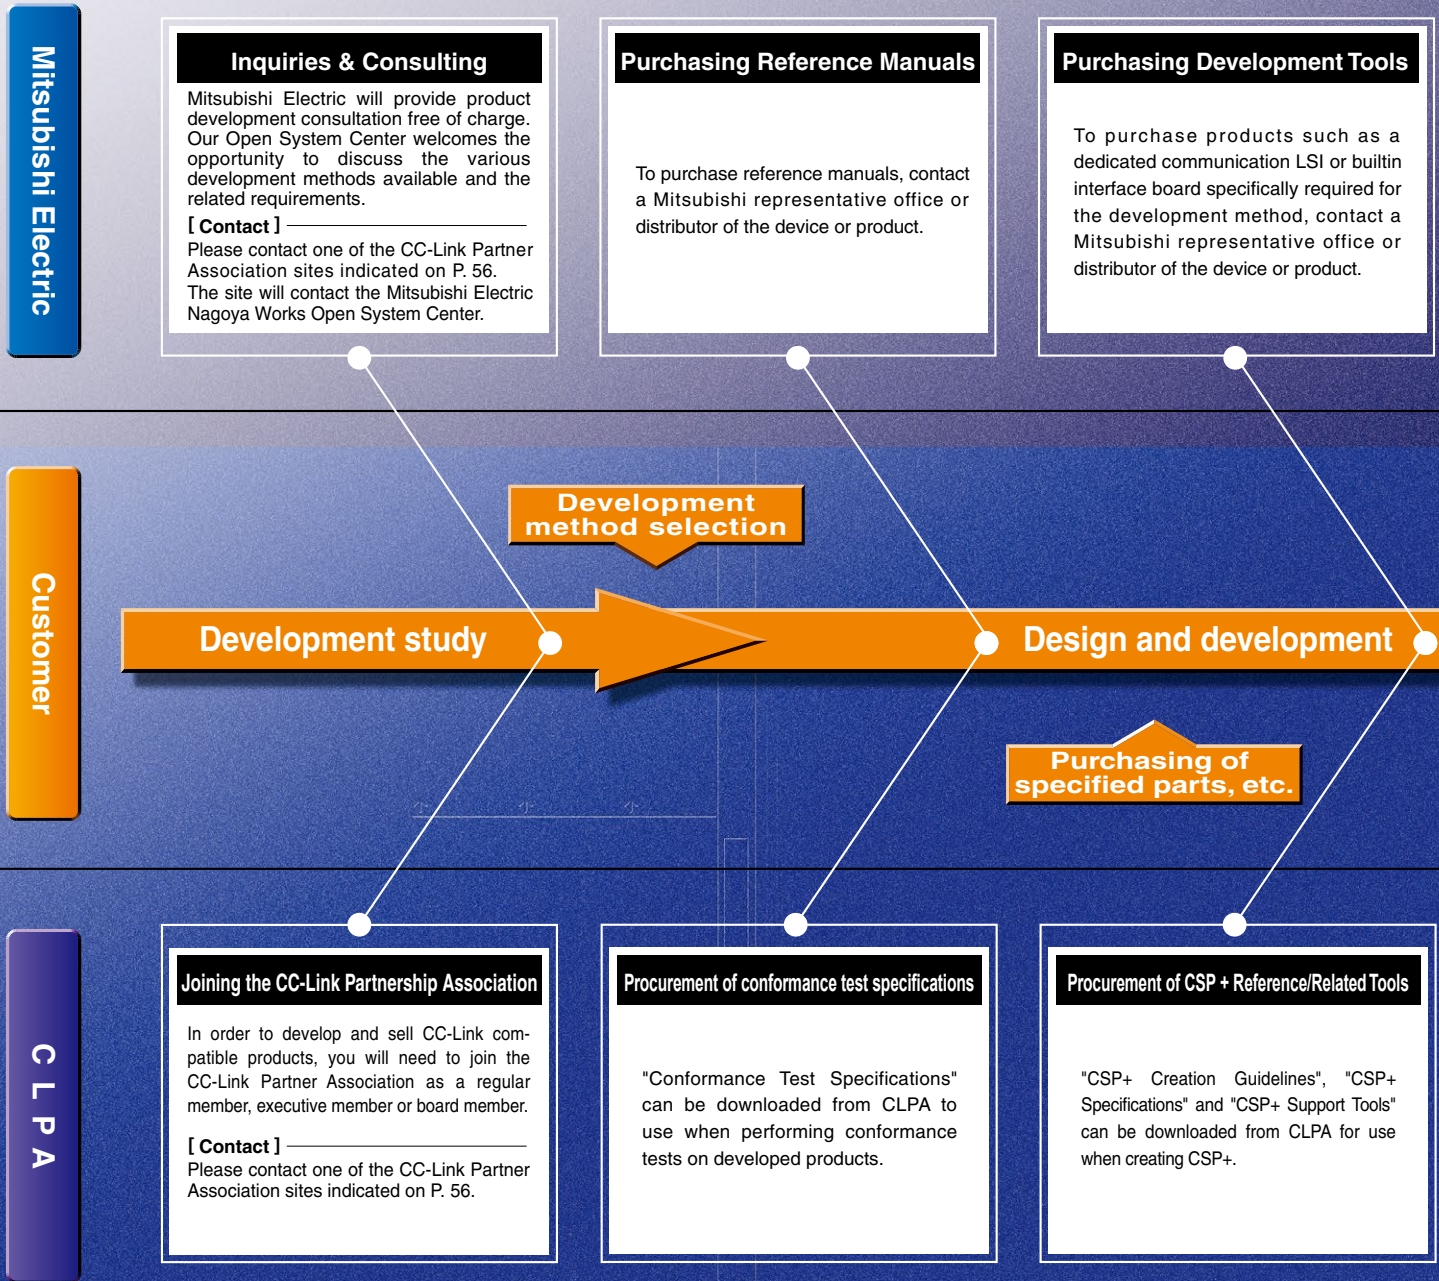 Mitsubishi Electric
Inquiries & Consulting
Mitsubishi Electric will provide product
development consultation free of charge.
Our Open System Center welcomes the
opportunity to discuss the various
development methods available and the
related requirements.
[ Contact ]
Please contact one of the CC-Link Partner
Association sites indicated on P. 56.
The site will contact the Mitsubishi Electric
Nagoya Works Open System Center.
Purchasing Reference Manuals
To purchase reference manuals, contact
a Mitsubishi representative office or
distributor of the device or product.
Purchasing Development Tools
To purchase products such as a
dedicated communication LSI or builtin
interface board specifically required for
the development method, contact a
Mitsubishi representative office or
distributor of the device or product.
Customer
Development
method selection
Development study
Design and development
Purchasing of
specified parts, etc.
CLPA
Joining the CC-Link Partnership Association
In order to develop and sell CC-Link com-
patible products, you will need to join the
CC-Link Partner Association as a regular
member, executive member or board member.
[ Contact ]
Please contact one of the CC-Link Partner
Association sites indicated on P. 56.
Procurement of conformance test specifications
"Conformance Test Specifications"
can be downloaded from CLPA to
use when performing conformance
tests on developed products.
Procurement of CSP + Reference/Related Tools
"CSP+ Creation Guidelines", "CSP+
Specifications" and "CSP+ Support Tools"
can be downloaded from CLPA for use
when creating CSP+.